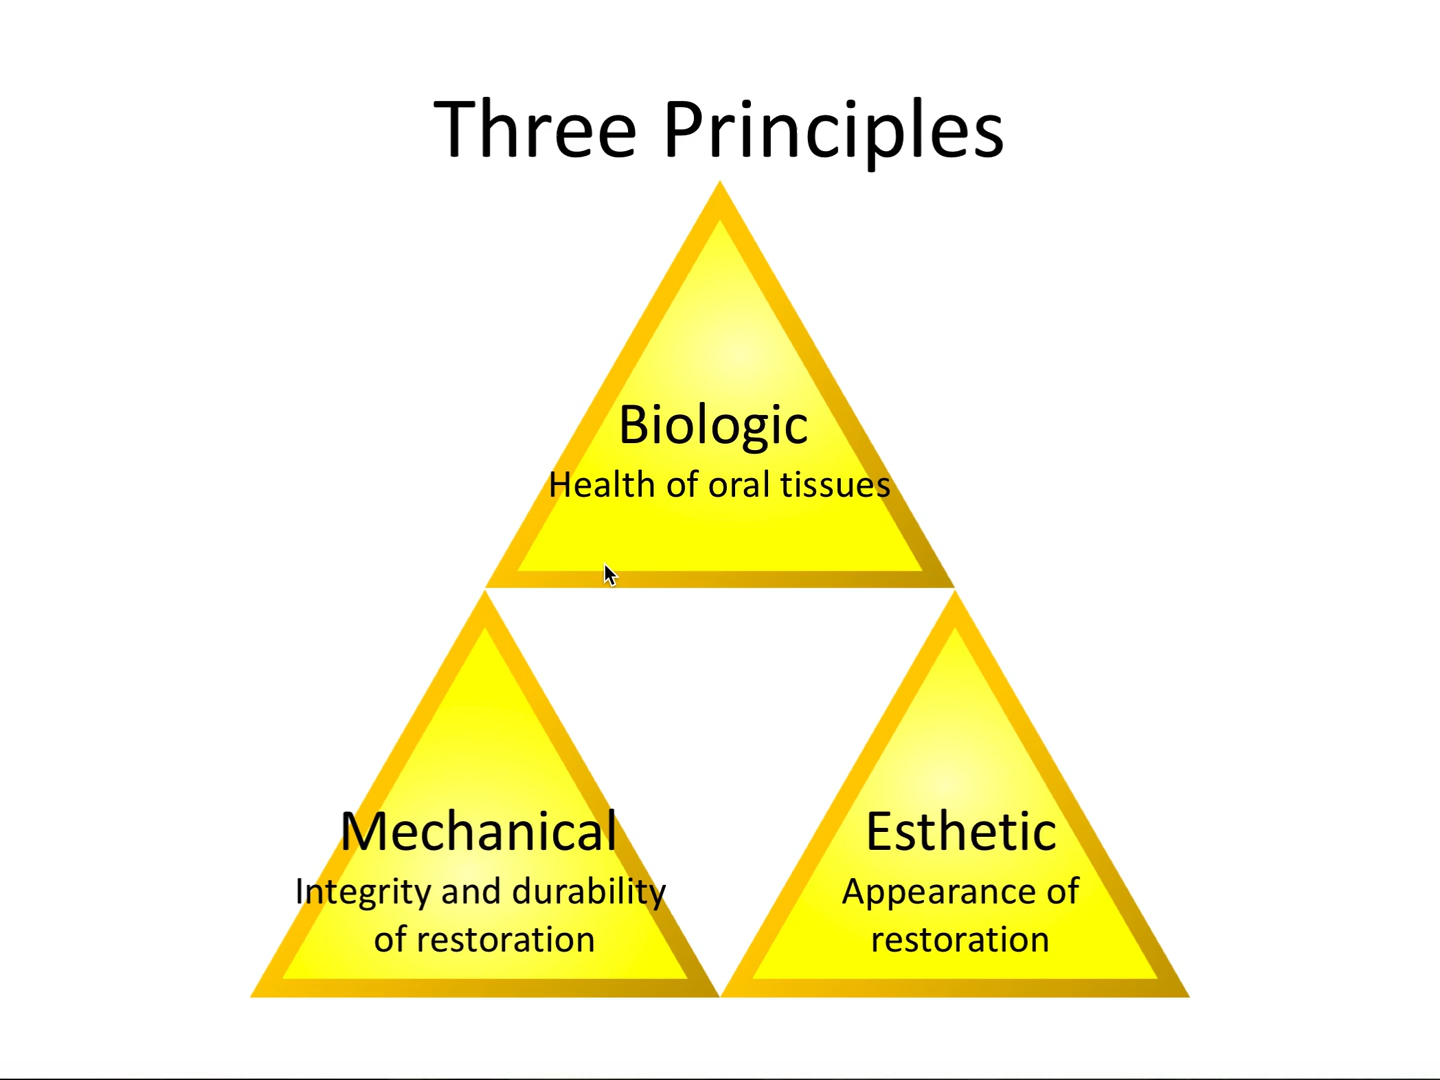 Three Principles
Biologic
Health of oral tissues
Mechanical
Integrity and durability
of restoration
Esthetic
Appearance of
restoration